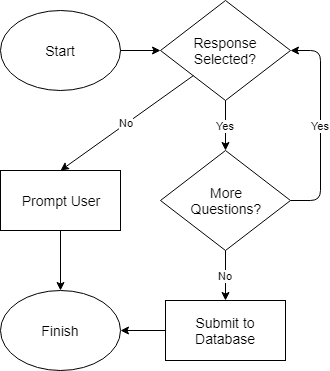 Start
Response
Selected?
No
Yes
Yes
Prompt User
More
Questions?
No
Finish
Submit to
Database